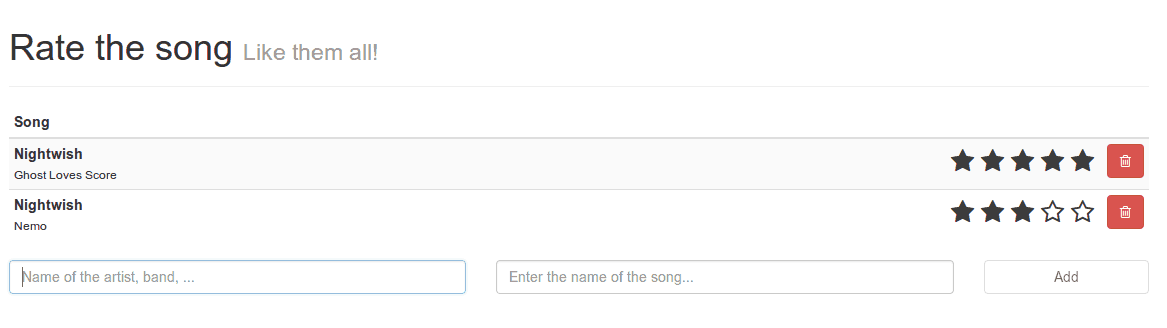 Rate the song Like them all!
Song
Nightwish
Ghost Loves Score
Nightwish
Nemo
Name of the artist, band, ... Enter the name of the song... Add